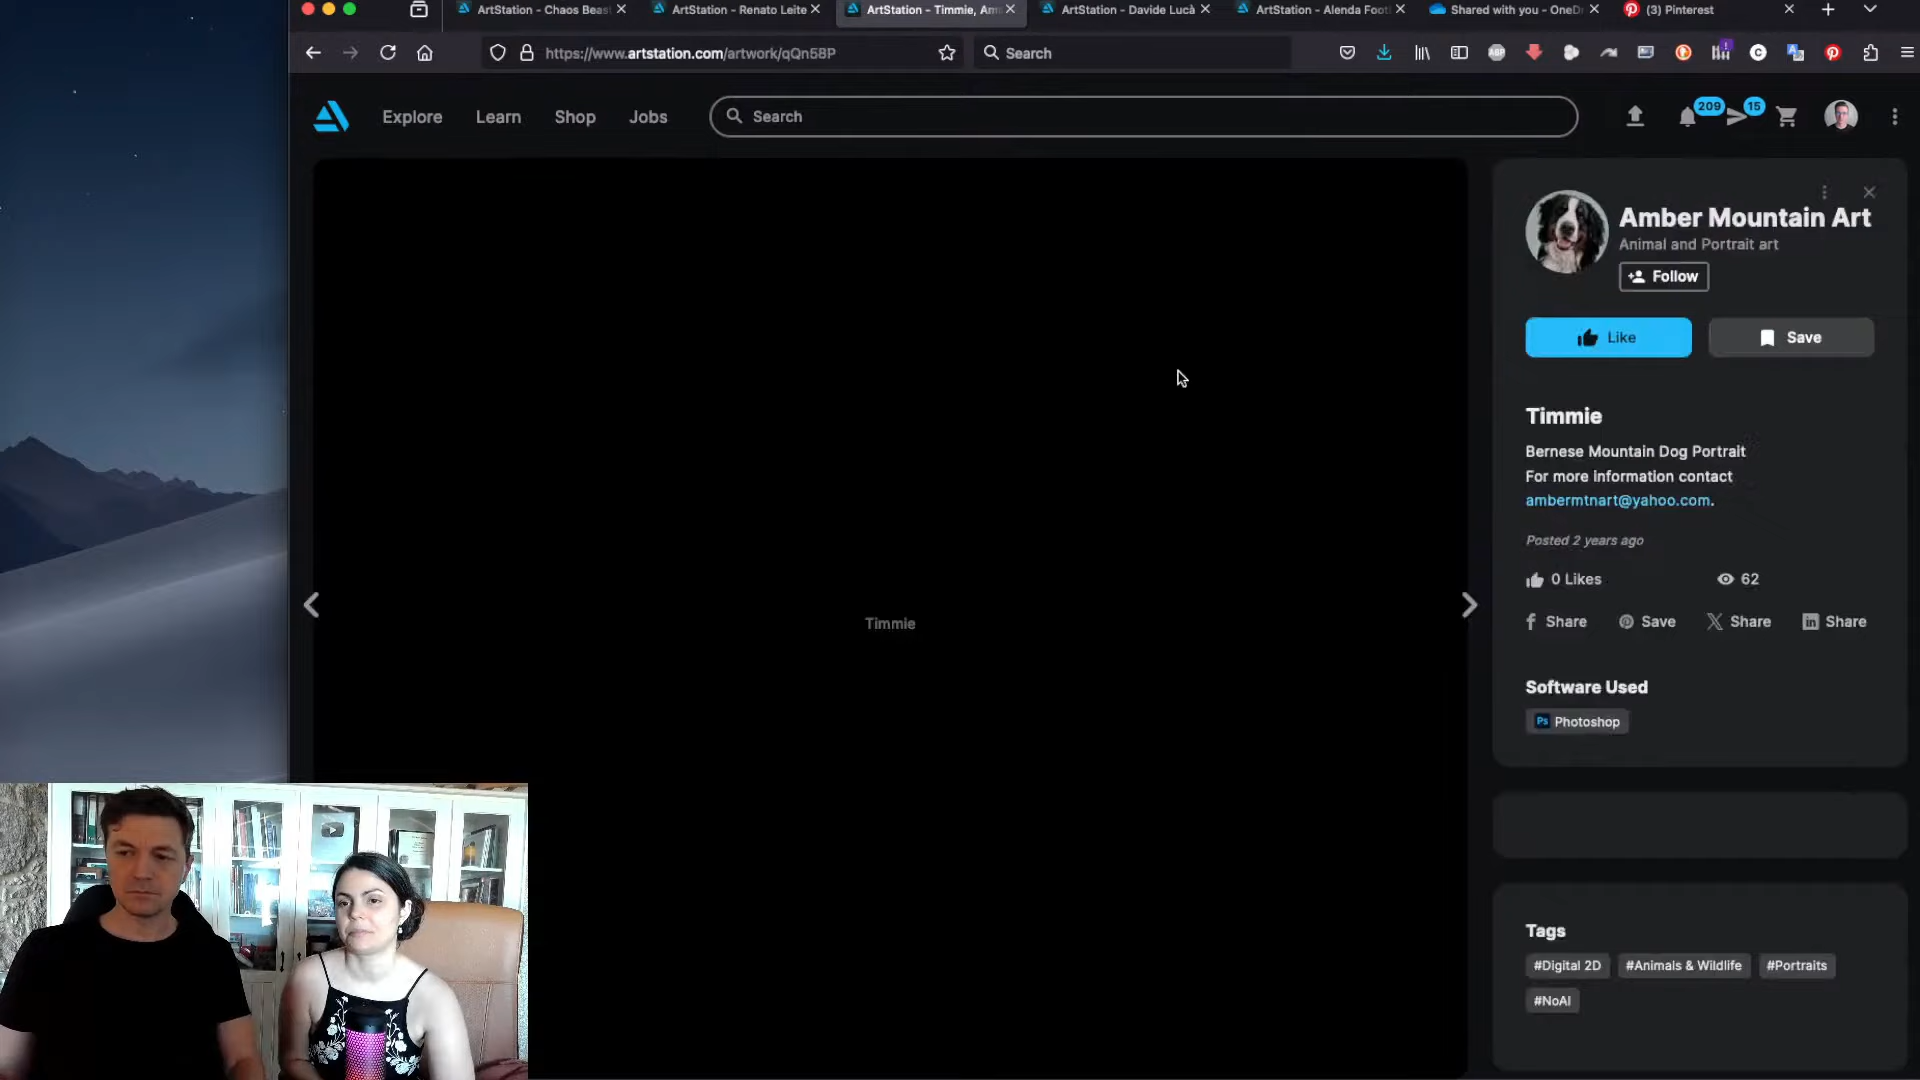 ArtStation - Chaos Beas
ArtStation - Renato Leite
ArtStation - Timmie, Am
ArtStation - Davide Lucà
ArtStation - Alenda Foot
Shared with you - OneDr
(3) Pinterest
https://www.artstation.com/artwork/qQn58P
Search
ABP
C
Explore
Learn
Shop
Jobs
Search
209
15
Amber Mountain Art
Animal and Portrait art
Follow
Like
Save
Timmie
Bernese Mountain Dog Portrait
For more information contact
ambermtnart@yahoo.com.
Posted 2 years ago
0 Likes
62
Share
Save
Share
Share
Timmie
Software Used
Ps Photoshop
Tags
#Digital 2D
#Animals & Wildlife
#Portraits
#NoAI